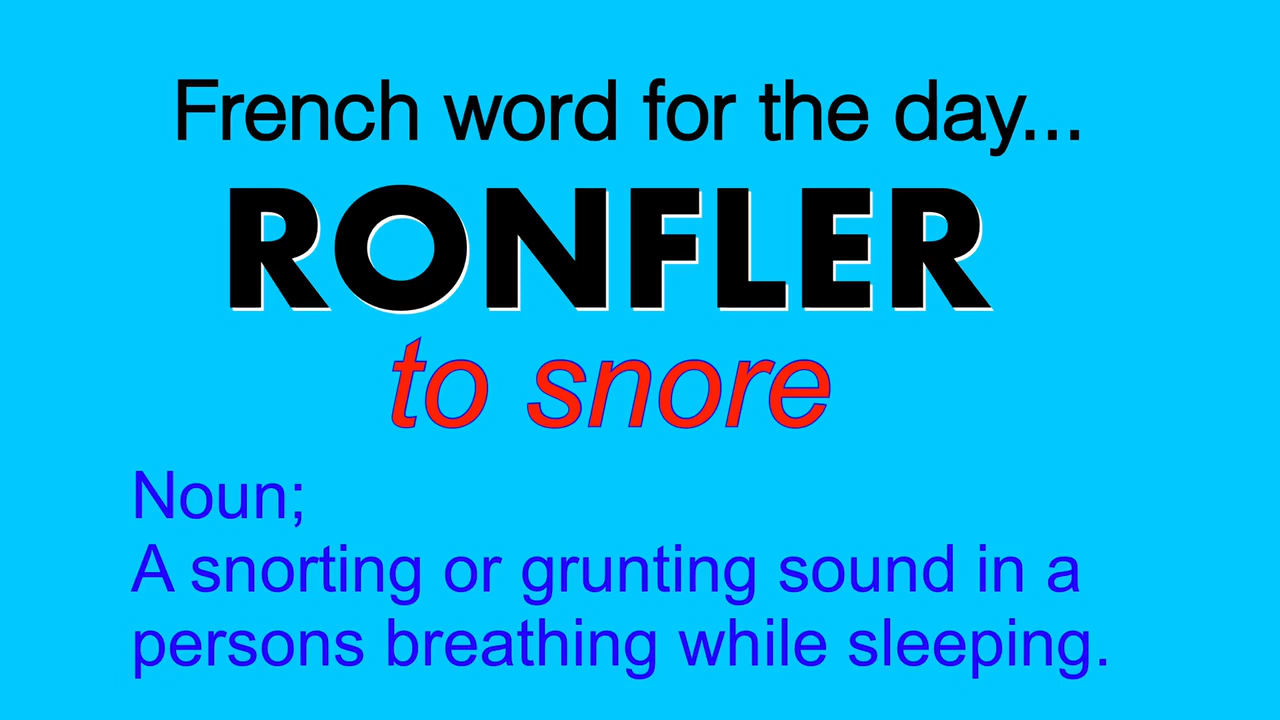 French word for the day...
RONFLER
to snore
Noun;
A snorting or grunting sound in a
persons breathing while sleeping.